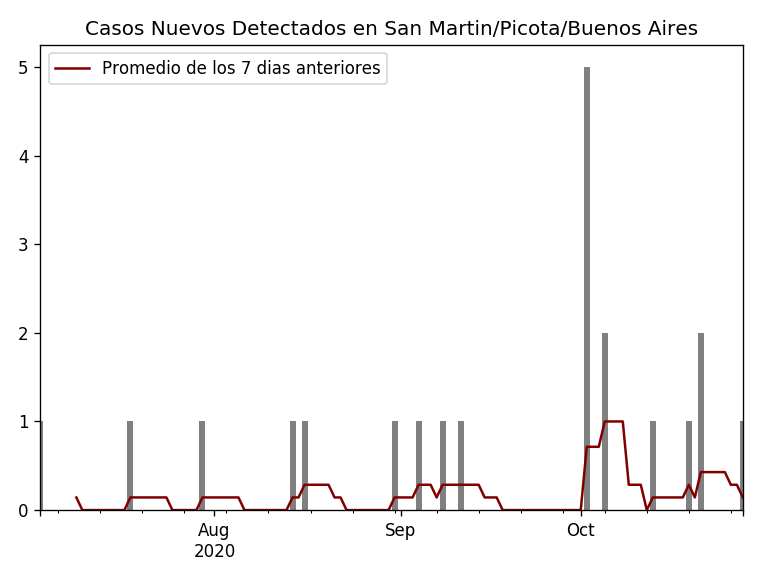 Casos Nuevos Detectados en San Martin/Picota/Buenos Aires
Promedio de los 7 dias anteriores
5
4
3
2
1
0
Aug
2020
Sep
Oct